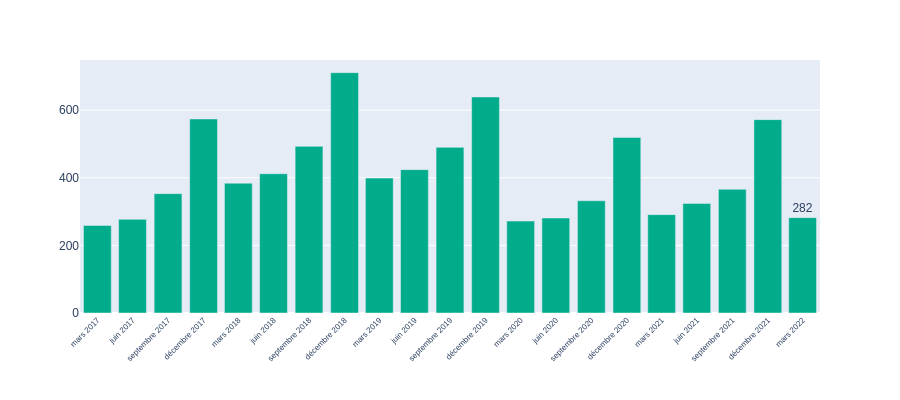 600
400
200
0
282
mars 2017
juin 2017
septembre 2017
décembre 2017
mars 2018
juin 2018
septembre 2018
décembre 2018
mars 2019
juin 2019
septembre 2019
décembre 2019
mars 2020
juin 2020
septembre 2020
décembre 2020
mars 2021
juin 2021
septembre 2021
décembre 2021
mars 2022